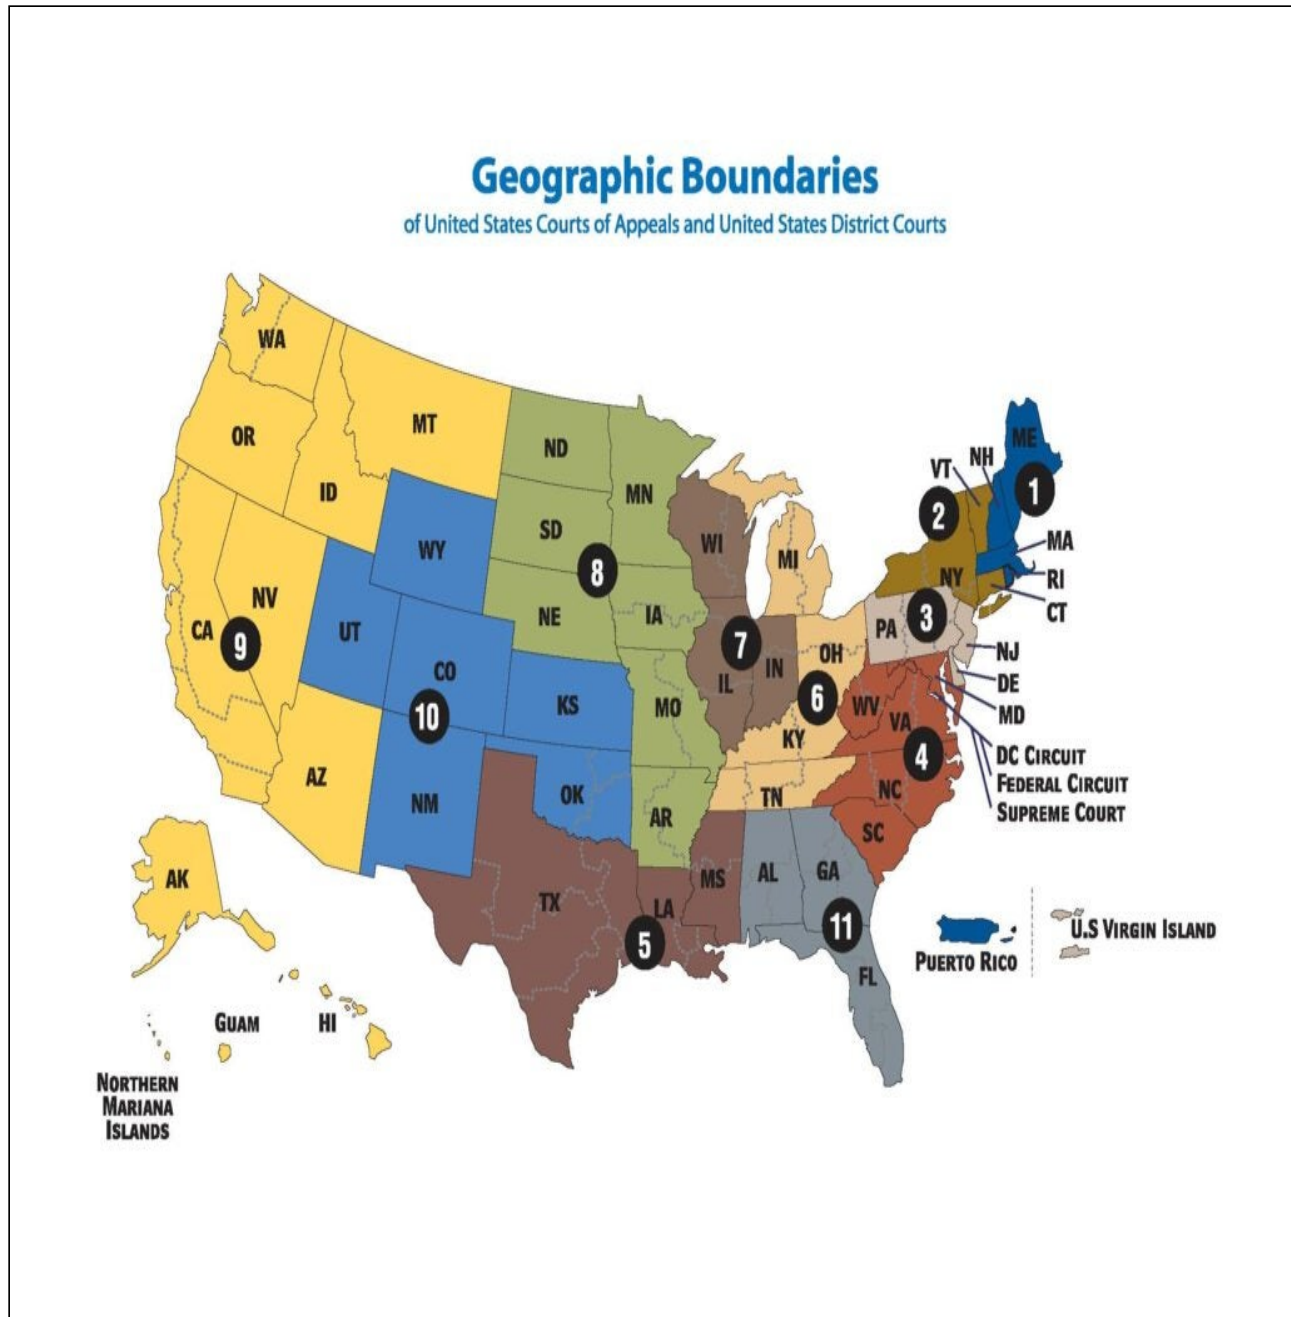 Geographic Boundaries
of United States Courts of Appeals and United States District Courts
WA
OR
MT
ID
ND
MN
SD
WY
NE
IA
WI
MI
VT
NH
ME
1
2
MA
RI
CT
NY
3
PA
NJ
DE
MD
NV
CA
9
UT
CO
10
KS
8
MO
7
IL
IN
OH
6
KY
WV
VA
4
DC CIRCUIT
FEDERAL CIRCUIT
SUPREME COURT
AZ
NM
OK
AR
TN
NC
SC
TX
LA
5
MS
AL
GA
11
FL
AK
HI
GUAM
NORTHERN
MARIANA
ISLANDS
PUERTO RICO
U.S VIRGIN ISLAND